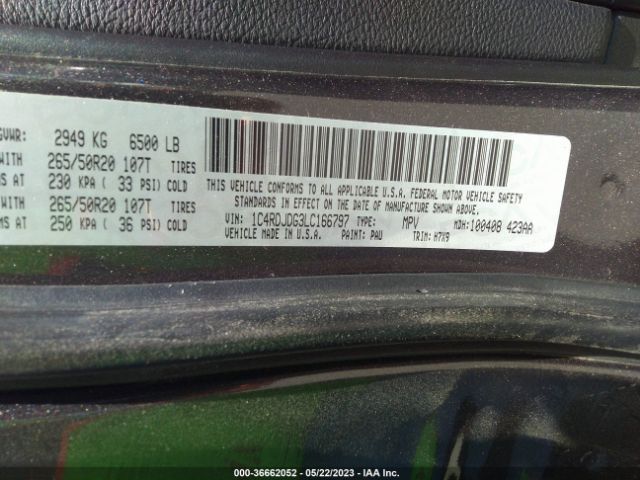 GVWR: 2949 KG 6500 LB
WITH 265/50R20 107T TIRES
MS AT 230 KPA ( 33 PSI) COLD
WITH 265/50R20 107T TIRES
MS AT 250 KPA ( 36 PSI) COLD
THIS VEHICLE CONFORMS TO ALL APPLICABLE U.S.A. FEDERAL MOTOR VEHICLE SAFETY
STANDARDS IN EFFECT ON THE DATE OF MANUFACTURE SHOWN ABOVE.
VIN: 1C4RDJDG3LC166797 TYPE: MPV MDH: 100408 423AA
VEHICLE MADE IN U.S.A. PAINT: PAU TRIM: H7X9
000-36662052 - 05/22/2023 - IAA Inc.